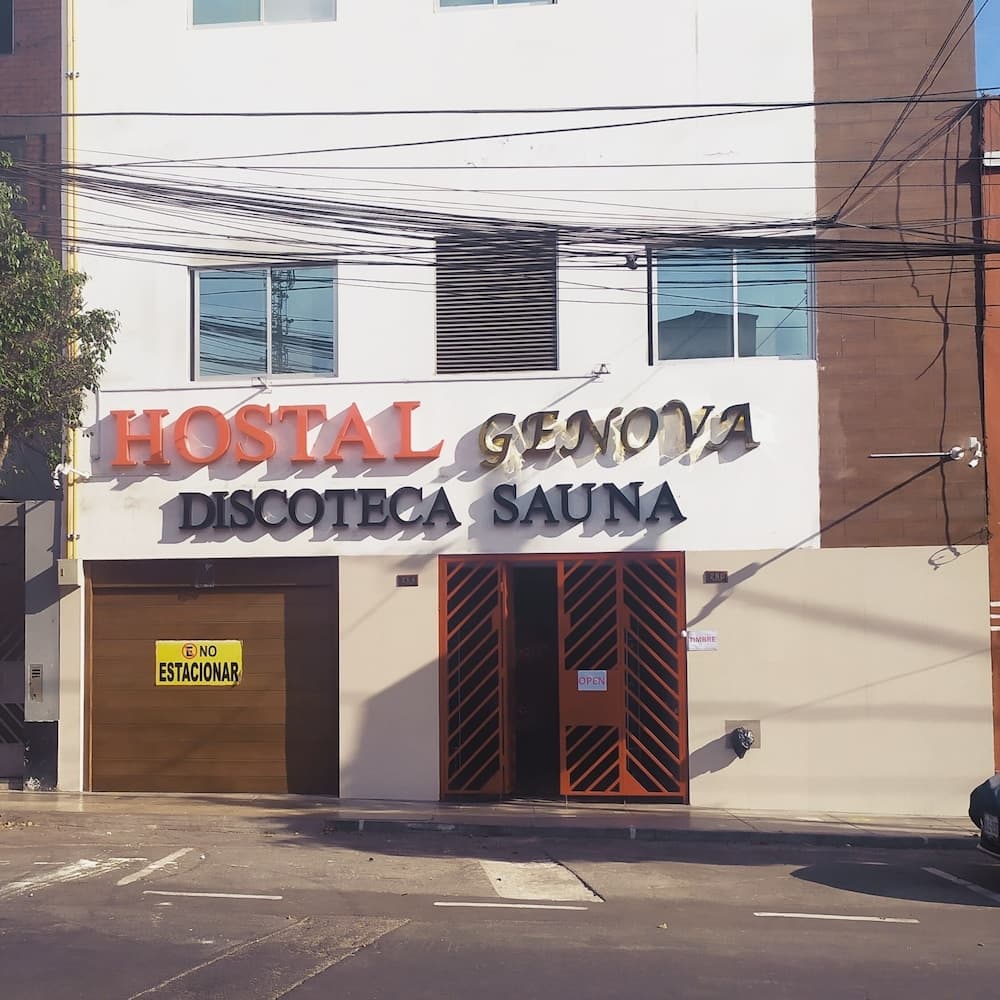 HOSTAL GENOVA
DISCOTECA SAUNA
E NO
ESTACIONAR
TIMBRE
OPEN